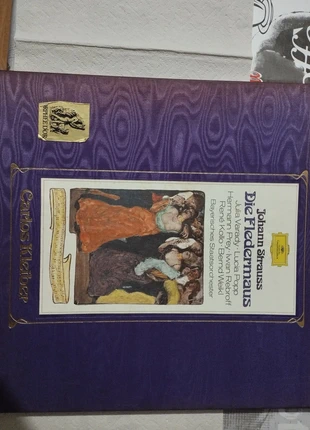 Johann Strauss
Die Fledermaus
Julia Varady · Lucia Popp
Hermann Prey · Iwan Rebroff
René Kollo · Bernd Weikl
Bayerisches Staatsorchester
Carlos Kleiber